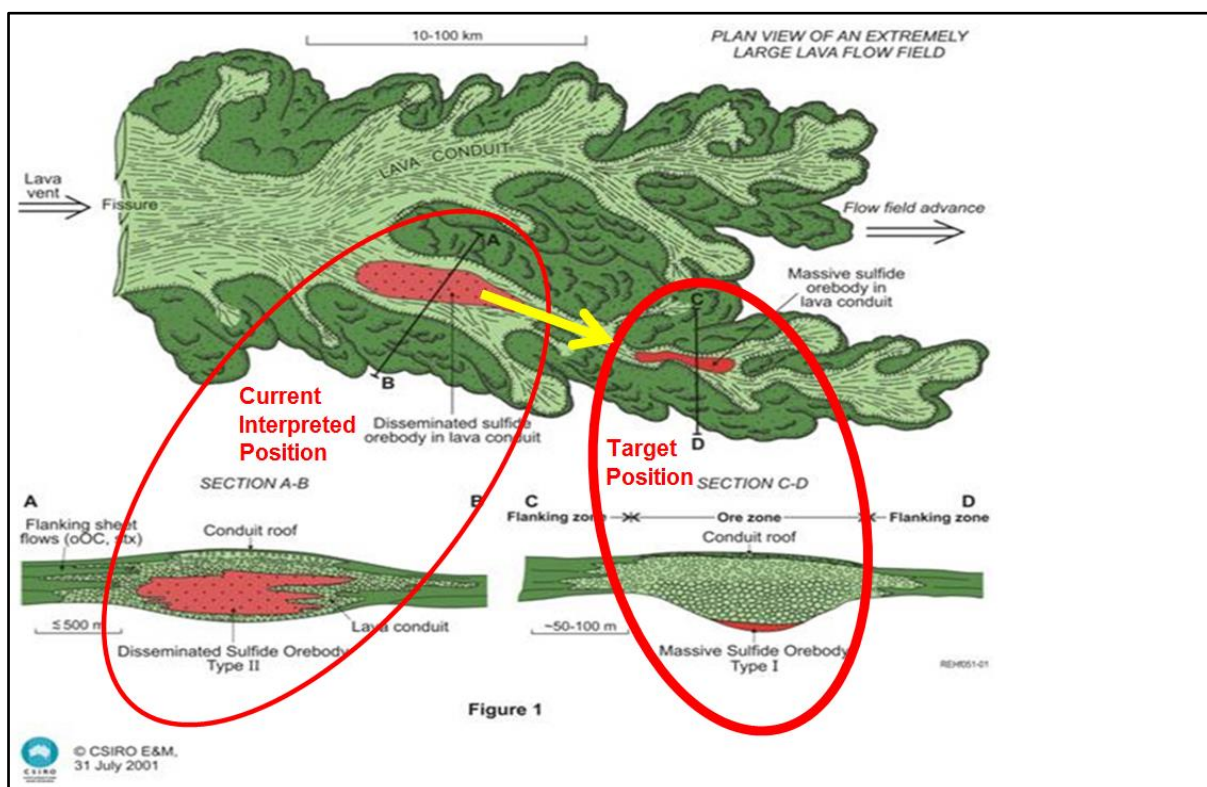 10-100 km
PLAN VIEW OF AN EXTREMELY
LARGE LAVA FLOW FIELD
LAVA CONDUIT
Lava
vent
Fissure
Flow field advance
A
B
Massive sulfide
orebody in
lava conduit
C
D
Current
Interpreted
Position
Disseminated sulfide
orebody in lava conduit
Target
Position
SECTION A-B
A
B
Flanking sheet
flows (oOC, stx)
Conduit roof
≤500 m
Lava conduit
Disseminated Sulfide Orebody
Type II
SECTION C-D
C
D
Flanking zone
Ore zone
Flanking zone
Conduit roof
~50-100 m
Massive Sulfide Orebody
Type I
REHf051-01
Figure 1
CSIRO
© CSIRO E&M,
31 July 2001